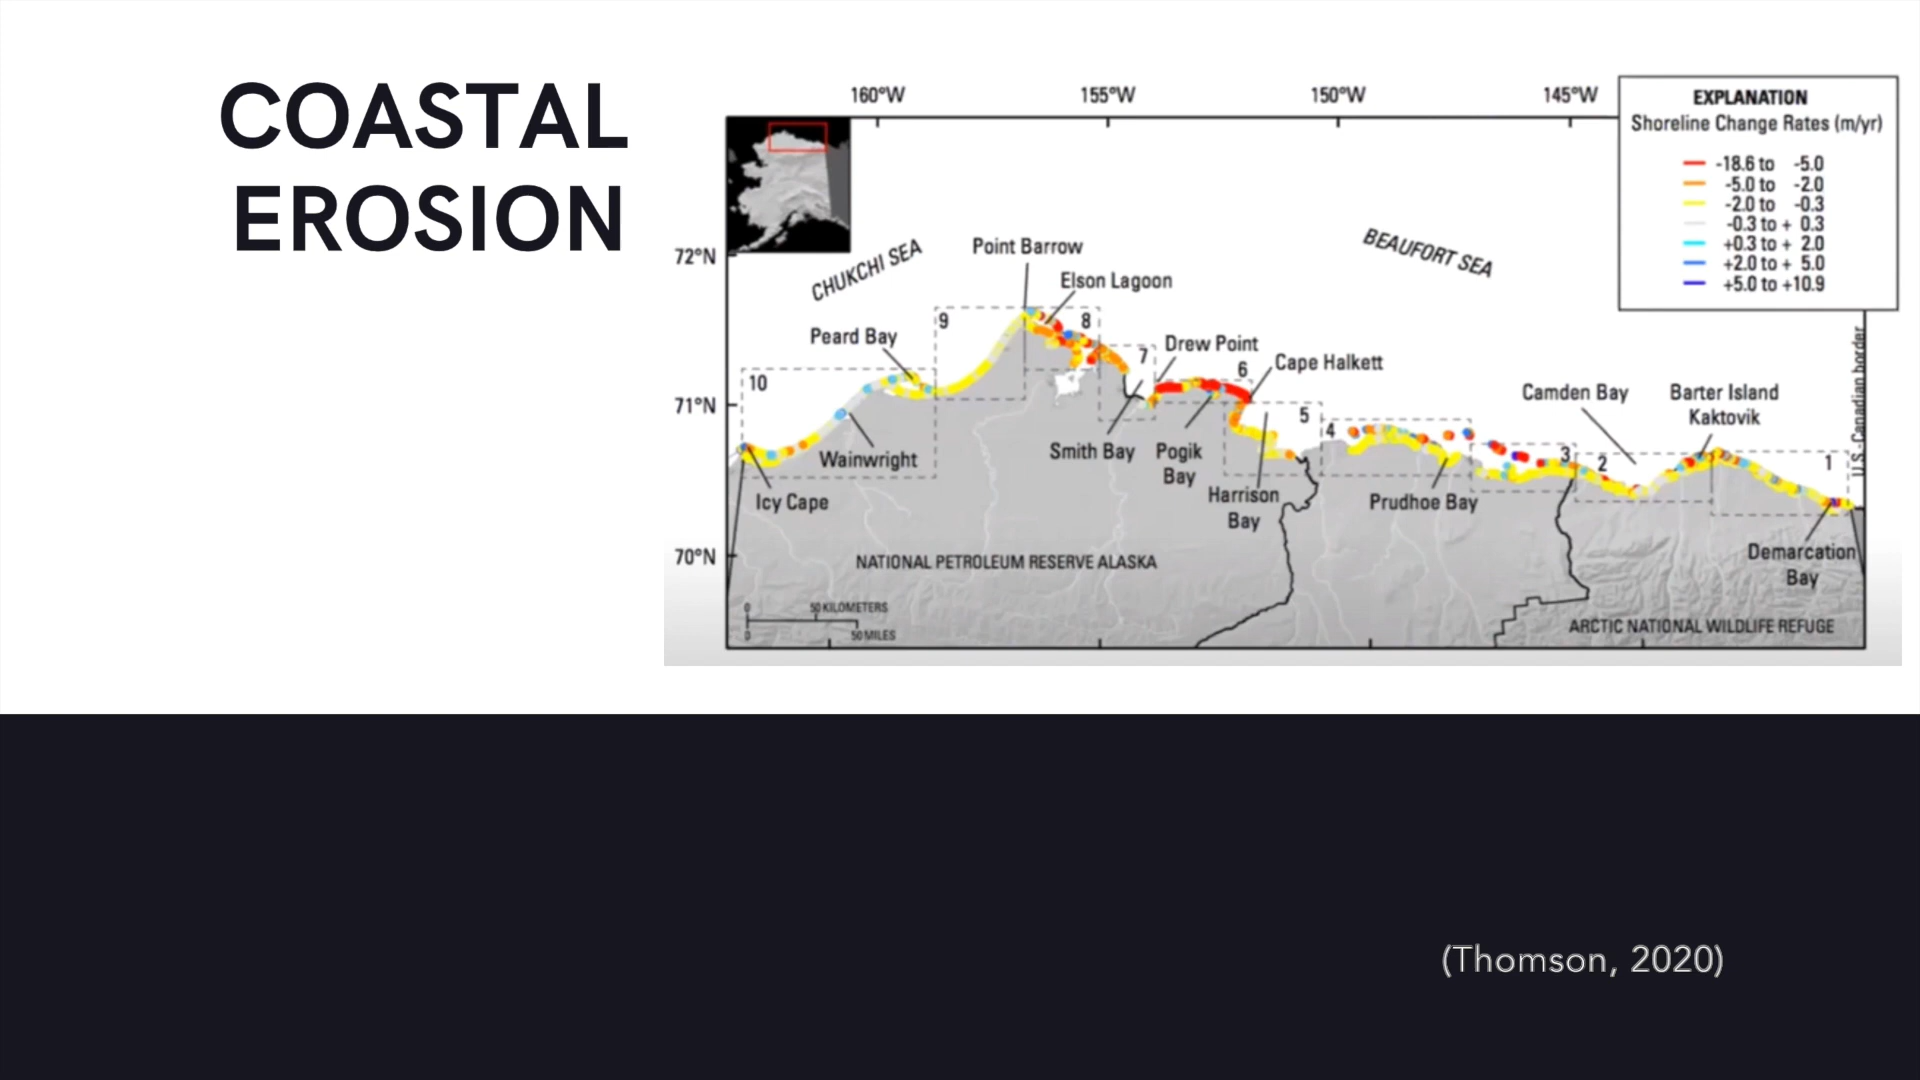 COASTAL
EROSION
160°W
155°W
150°W
145°W
EXPLANATION
Shoreline Change Rates (m/yr)
-18.6 to -5.0
-5.0 to -2.0
-2.0 to -0.3
-0.3 to + 0.3
+0.3 to + 2.0
+2.0 to + 5.0
+5.0 to +10.9
72°N
71°N
70°N
CHUKCHI SEA
BEAUFORT SEA
Point Barrow
Elson Lagoon
Peard Bay
9
8
7
Drew Point
6
Cape Halkett
10
5
4
3
2
1
Camden Bay
Barter Island
Kaktovik
U.S.-Canadian border
Wainwright
Icy Cape
Smith Bay
Pogik
Bay
Harrison
Bay
Prudhoe Bay
Demarcation
Bay
NATIONAL PETROLEUM RESERVE ALASKA
ARCTIC NATIONAL WILDLIFE REFUGE
0 50 KILOMETERS
0 50 MILES
(Thomson, 2020)